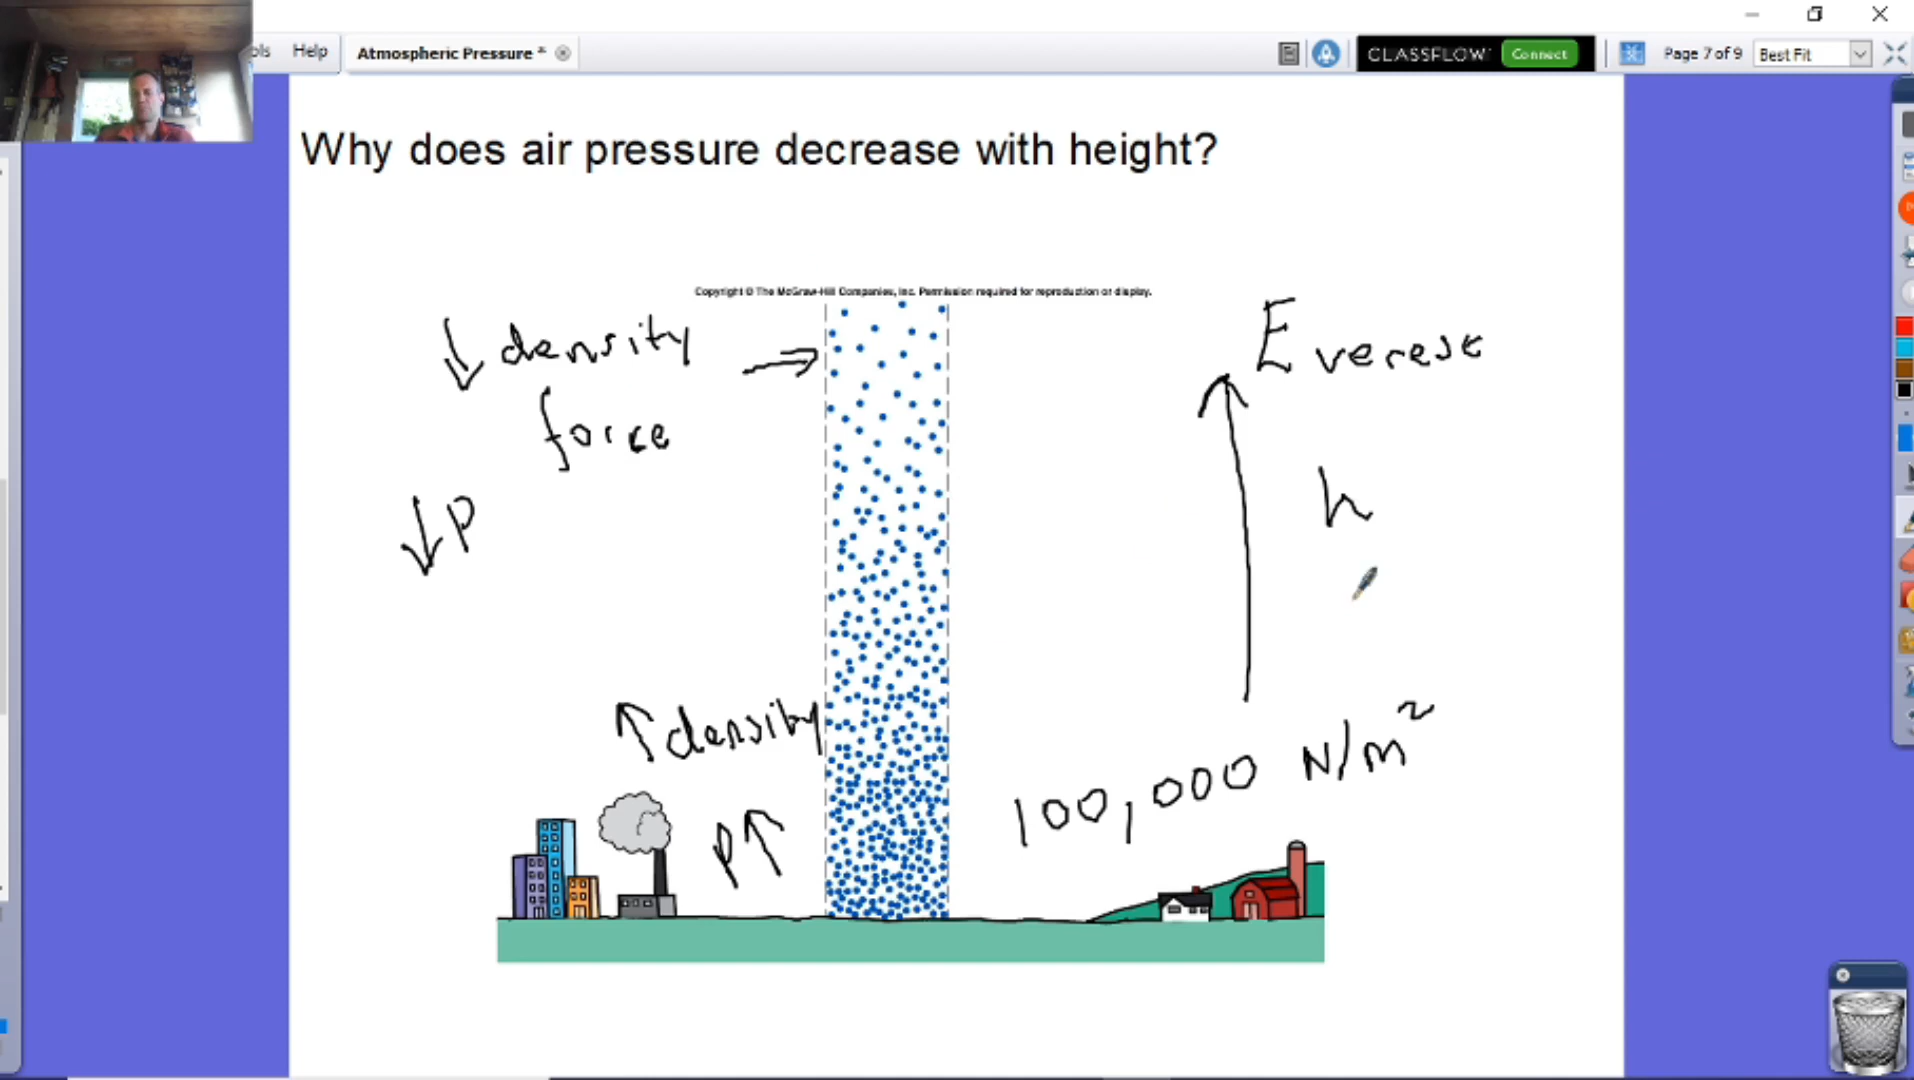 ols Help Atmospheric Pressure * CLASSFLOW Connect Page 7 of 9 Best Fit
Why does air pressure decrease with height?
Copyright © The McGraw-Hill Companies, Inc. Permission required for reproduction or display.
↓ density
force
↓ P
Everest
h
↑ density
P↑
100,000 N/m²